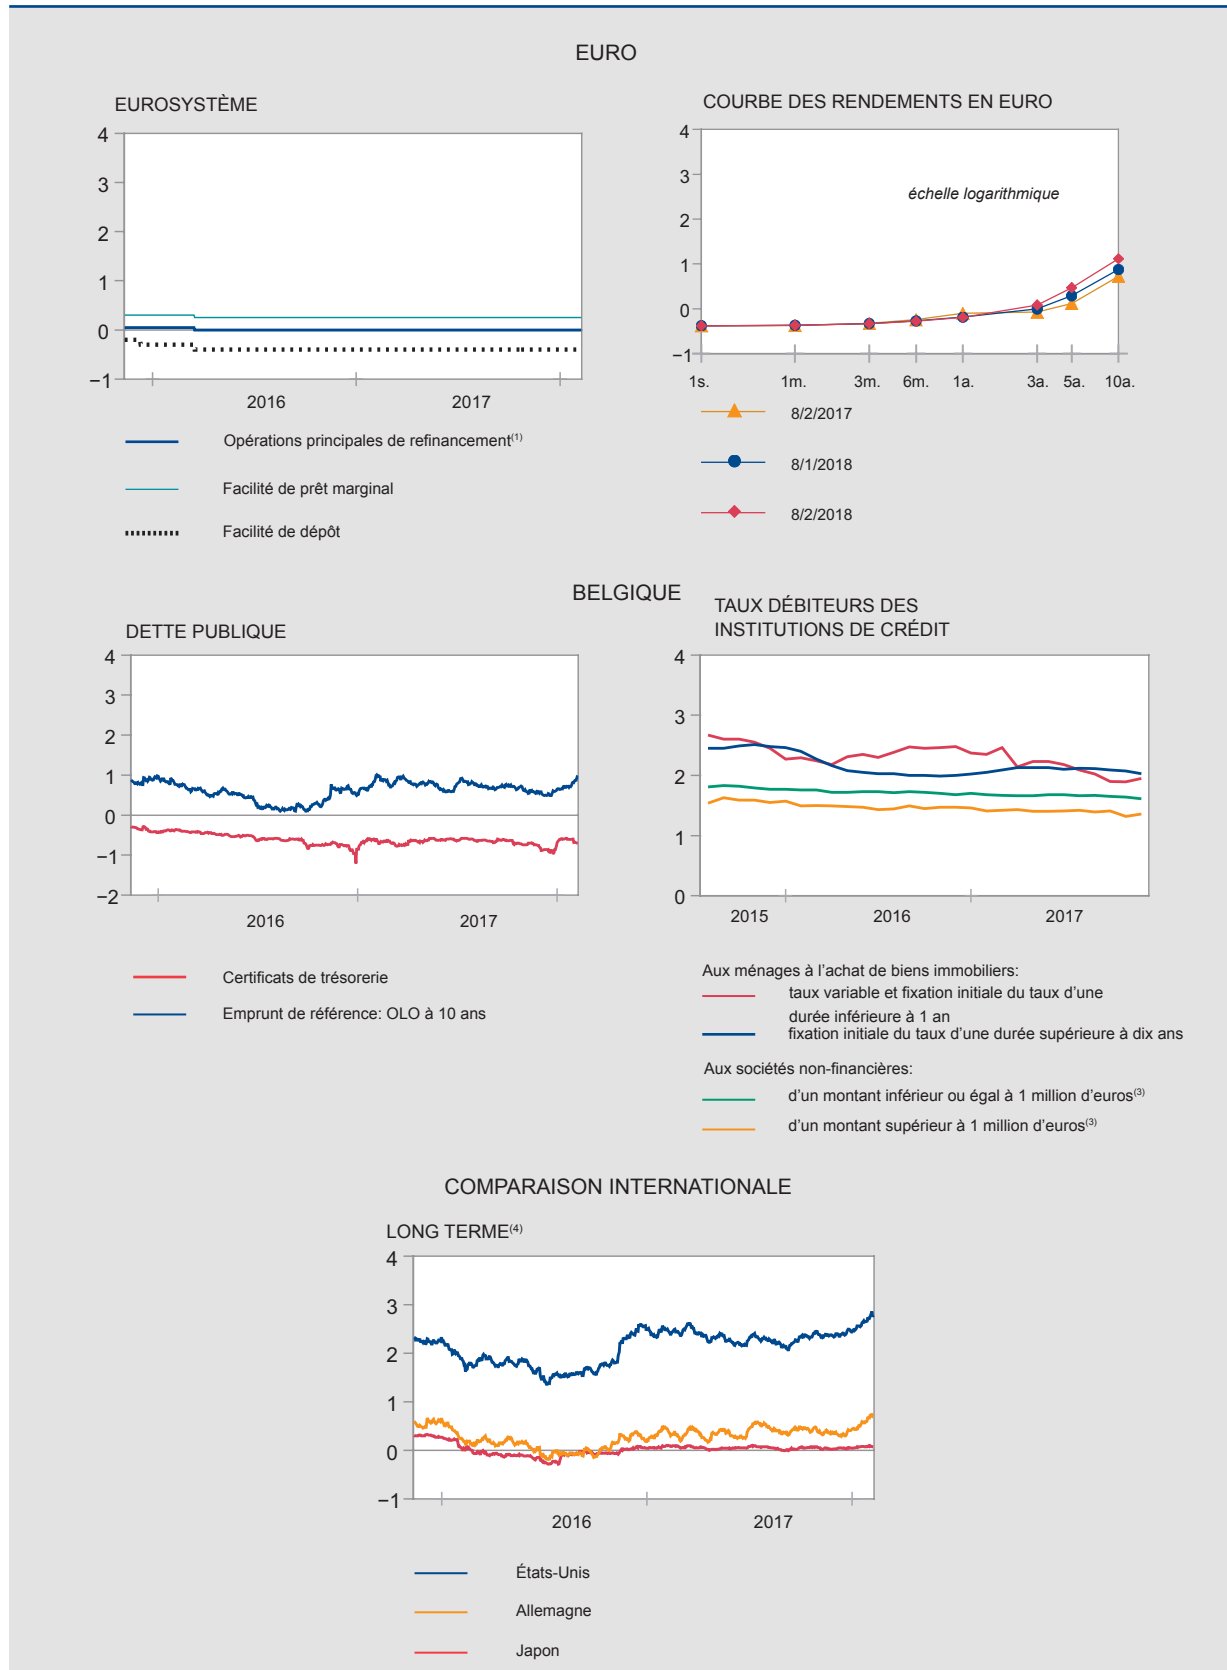 EURO
EUROSYSTÈME
4
3
2
1
0
−1
2016
2017
Opérations principales de refinancement(1)
Facilité de prêt marginal
Facilité de dépôt
COURBE DES RENDEMENTS EN EURO
4
3
2
1
0
−1
échelle logarithmique
1s.
1m.
3m.
6m.
1a.
3a.
5a.
10a.
8/2/2017
8/1/2018
8/2/2018
BELGIQUE
DETTE PUBLIQUE
4
3
2
1
0
−1
−2
2016
2017
Certificats de trésorerie
Emprunt de référence: OLO à 10 ans
TAUX DÉBITEURS DES
INSTITUTIONS DE CRÉDIT
4
3
2
1
0
2015
2016
2017
Aux ménages à l'achat de biens immobiliers:
taux variable et fixation initiale du taux d'une
durée inférieure à 1 an
fixation initiale du taux d'une durée supérieure à dix ans
Aux sociétés non-financières:
d'un montant inférieur ou égal à 1 million d'euros(3)
d'un montant supérieur à 1 million d'euros(3)
COMPARAISON INTERNATIONALE
LONG TERME(4)
4
3
2
1
0
−1
2016
2017
États-Unis
Allemagne
Japon